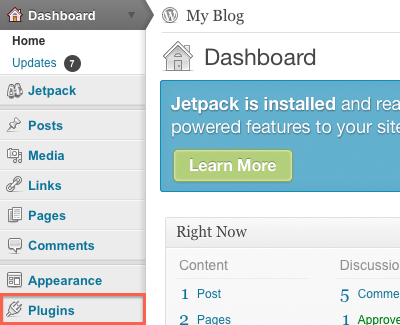 Dashboard
Home
Updates 7
Jetpack
Posts
Media
Links
Pages
Comments
Appearance
Plugins
My Blog
Dashboard
Jetpack is installed and rea
powered features to your site
Learn More
Right Now
Content
Discussio
1 Post
5 Comme
2 Pages
1 Approve